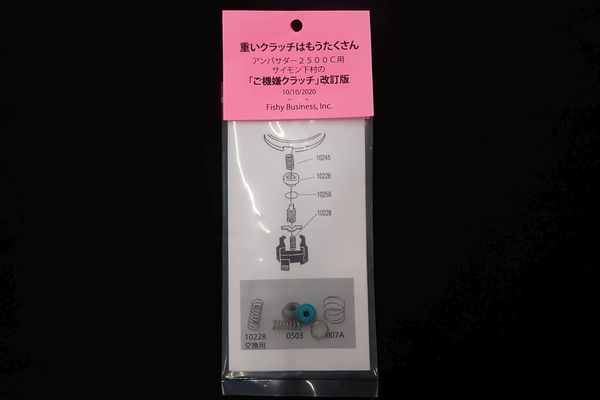 重いクラッチはもうたくさん
アンバサダー２５００Ｃ用
サイモン下村の
「ご機嫌クラッチ」改訂版
10/10/2020
Fishy Business, Inc.
10245
10226
10259
10228
10228
交換用
0503
007A